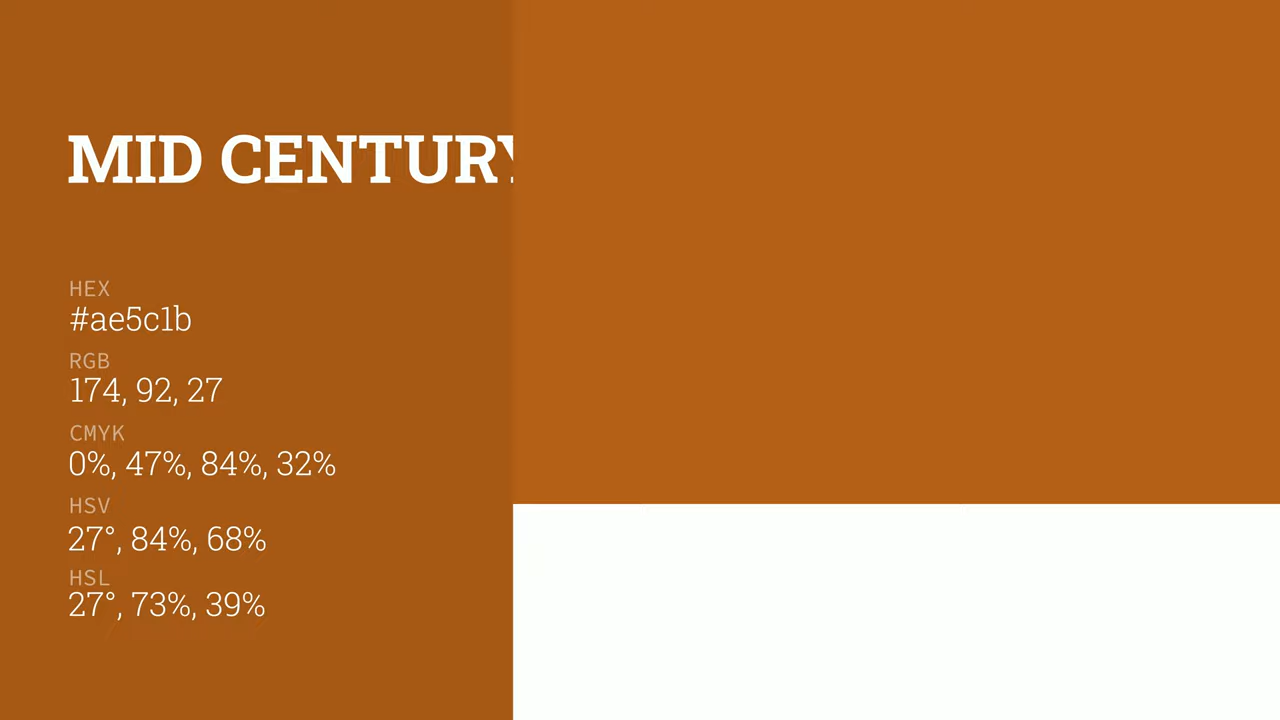 MID CENTURY
HEX
#ae5c1b
RGB
174, 92, 27
CMYK
0%, 47%, 84%, 32%
HSV
27°, 84%, 68%
HSL
27°, 73%, 39%